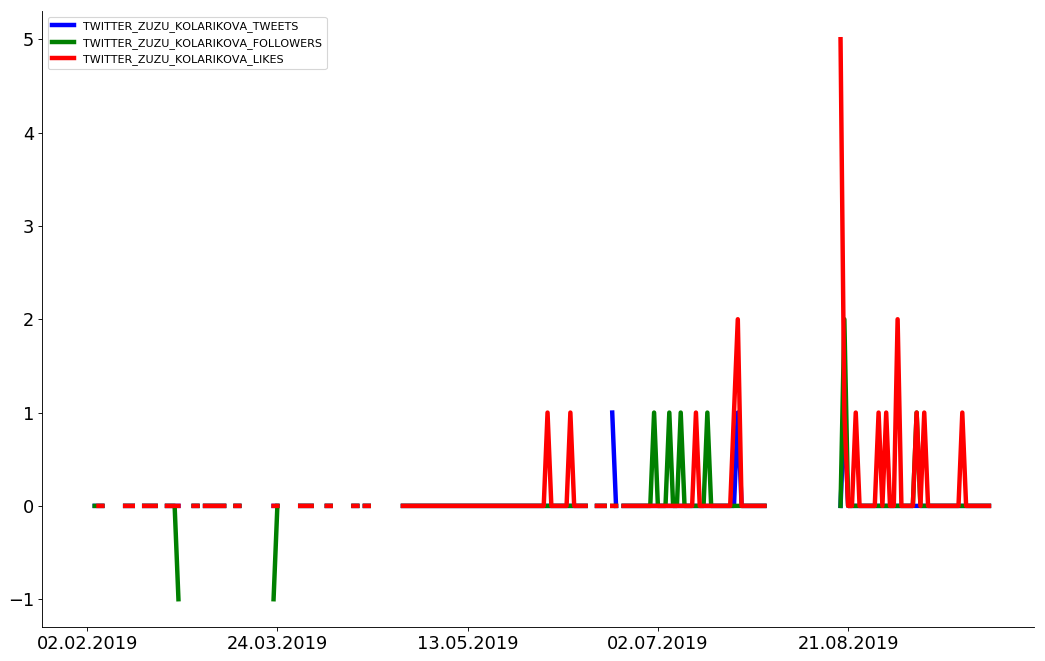 TWITTER_ZUZU_KOLARIKOVA_TWEETS
TWITTER_ZUZU_KOLARIKOVA_FOLLOWERS
TWITTER_ZUZU_KOLARIKOVA_LIKES
5
4
3
2
1
0
−1
02.02.2019 24.03.2019 13.05.2019 02.07.2019 21.08.2019